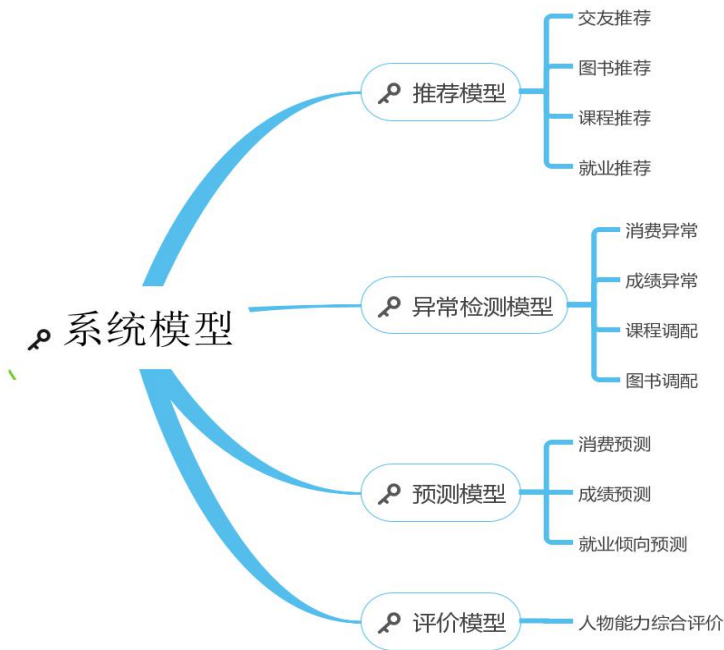 系统模型
推荐模型
交友推荐
图书推荐
课程推荐
就业推荐
异常检测模型
消费异常
成绩异常
课程调配
图书调配
预测模型
消费预测
成绩预测
就业倾向预测
评价模型
人物能力综合评价